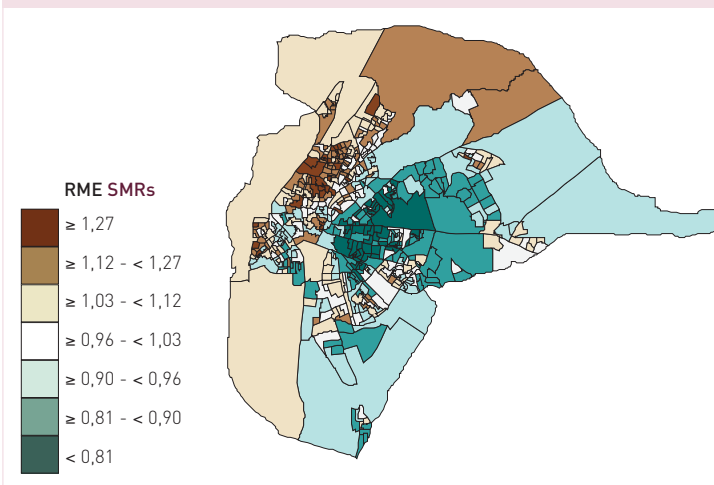 RME SMRs
≥ 1,27
≥ 1,12 - < 1,27
≥ 1,03 - < 1,12
≥ 0,96 - < 1,03
≥ 0,90 - < 0,96
≥ 0,81 - < 0,90
< 0,81